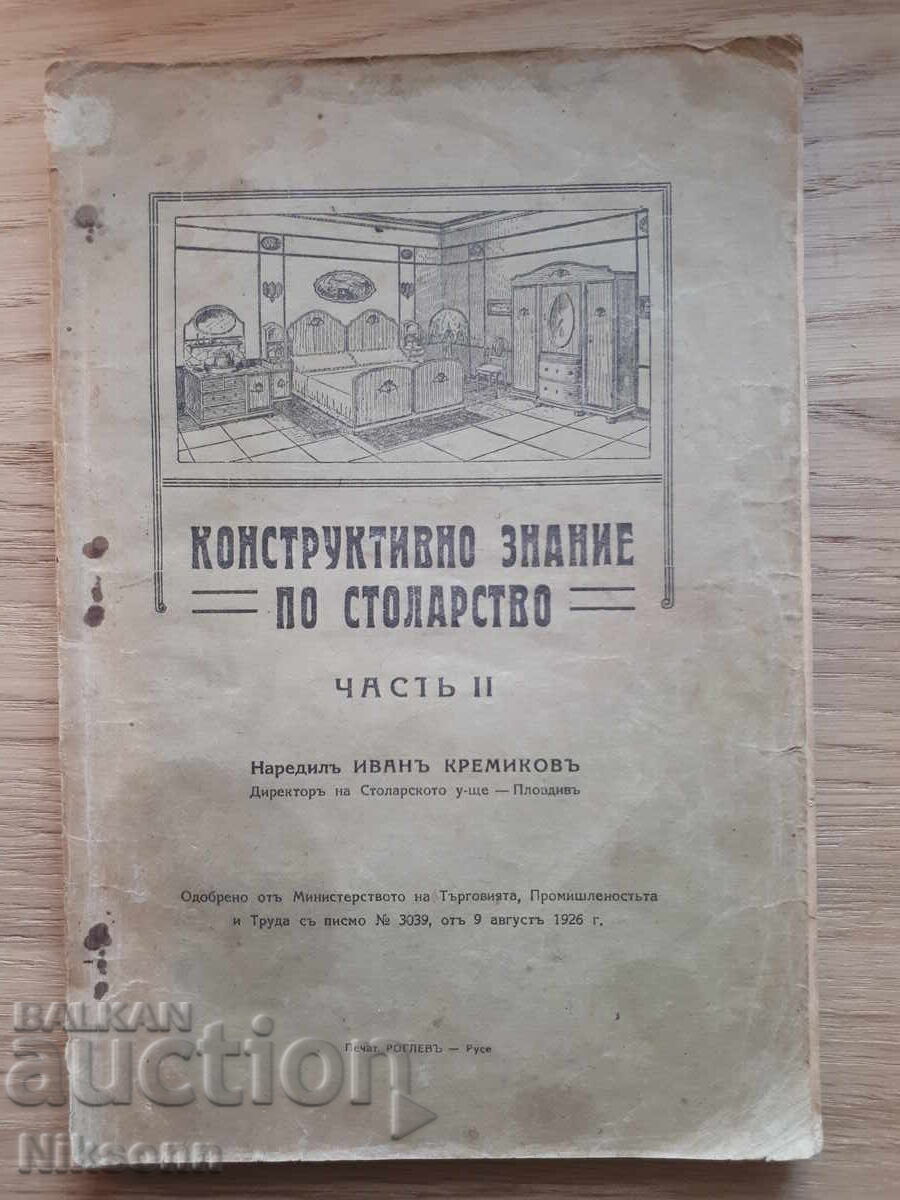 КОНСТРУКТИВНО ЗНАНИЕ
ПО СТОЛАРСТВО
ЧАСТЬ II
Наредилъ ИВАНЪ КРЕМИКОВЪ
Директоръ на Столарското у-ще — Пловдивъ
Одобрено отъ Министерството на Търговията, Промишленостьта
и Труда съ писмо № 3039, отъ 9 августъ 1926 г.
Печат. РОГЛЕВЪ — Русе
BALKAN
auction
Niksonn